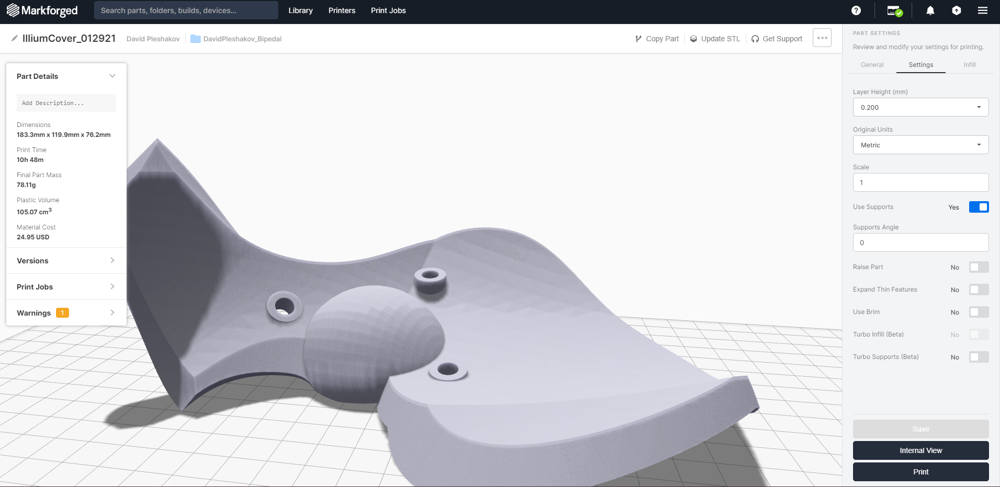 Markforged
Search parts, folders, builds, devices...
Library
Printers
Print Jobs
IlliumCover_012921
David Pleshakov
DavidPleshakov_Bipedal
Copy Part
Update STL
Get Support
Part Details
Add Description...
Dimensions
183.3mm x 119.9mm x 76.2mm
Print Time
10h 48m
Final Part Mass
78.11g
Plastic Volume
105.07 cm³
Material Cost
24.95 USD
Versions
Print Jobs
Warnings 1
PART SETTINGS
Review and modify your settings for printing.
General
Settings
Infill
Layer Height (mm)
0.200
Original Units
Metric
Scale
1
Use Supports Yes
Supports Angle
0
Raise Part No
Expand Thin Features No
Use Brim No
Turbo Infill (Beta) No
Turbo Supports (Beta) No
Save
Internal View
Print